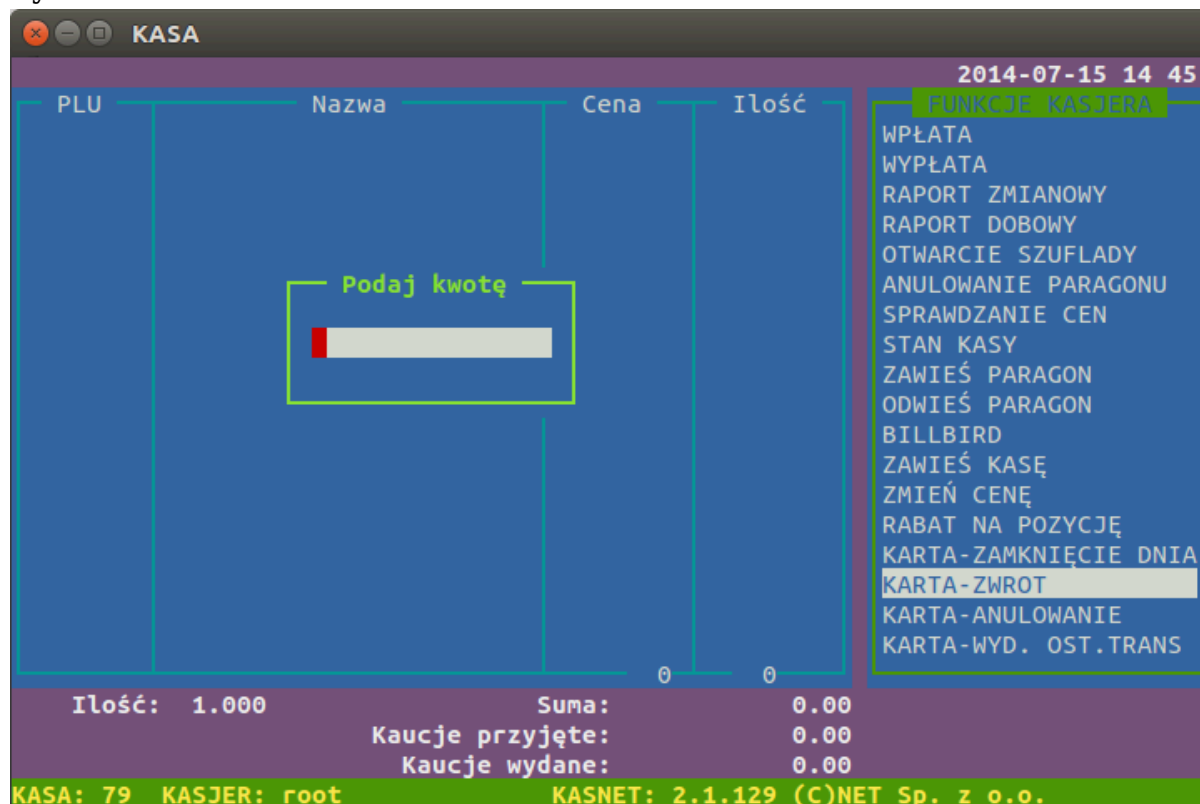 KASA
2014-07-15 14 45
PLU Nazwa Cena Ilość
FUNKCJE KASJERA
WPŁATA
WYPŁATA
RAPORT ZMIANOWY
RAPORT DOBOWY
OTWARCIE SZUFLADY
ANULOWANIE PARAGONU
SPRAWDZANIE CEN
STAN KASY
ZAWIEŚ PARAGON
ODWIEŚ PARAGON
BILLBIRD
ZAWIEŚ KASĘ
ZMIEŃ CENĘ
RABAT NA POZYCJĘ
KARTA-ZAMKNIĘCIE DNIA
KARTA-ZWROT
KARTA-ANULOWANIE
KARTA-WYD. OST.TRANS
Podaj kwotę
0 0
Ilość: 1.000 Suma: 0.00
Kaucje przyjęte: 0.00
Kaucje wydane: 0.00
KASA: 79 KASJER: root KASNET: 2.1.129 (C)NET Sp. z o.o.